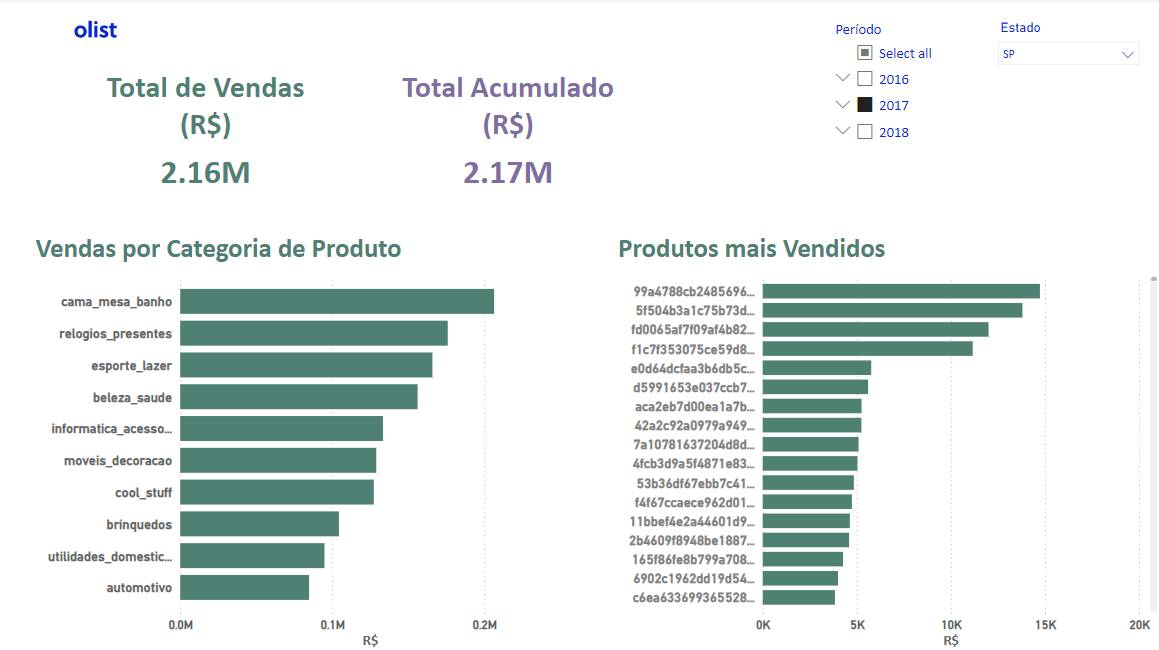 olist
Período
Select all
2016
2017
2018
Estado
SP
Total de Vendas
(R$)
2.16M
Total Acumulado
(R$)
2.17M
Vendas por Categoria de Produto
cama_mesa_banho
relogios_presentes
esporte_lazer
beleza_saude
informatica_acesso...
moveis_decoracao
cool_stuff
brinquedos
utilidades_domestic...
automotivo
0.0M 0.1M 0.2M
R$
Produtos mais Vendidos
99a4788cb2485696...
5f504b3a1c75b73d...
fd0065af7f09af4b82...
f1c7f353075ce59d8...
e0d64dcfaa3b6db5c...
d5991653e037ccb7...
aca2eb7d00ea1a7b...
42a2c92a0979a949...
7a10781637204d8d...
4fcb3d9a5f4871e83...
53b36df67ebb7c41...
f4f67ccaece962d01...
11bbef4e2a44601d9...
2b4609f8948be1887...
165f86fe8b799a708...
6902c1962dd19d54...
c6ea633699365528...
0K 5K 10K 15K 20K
R$